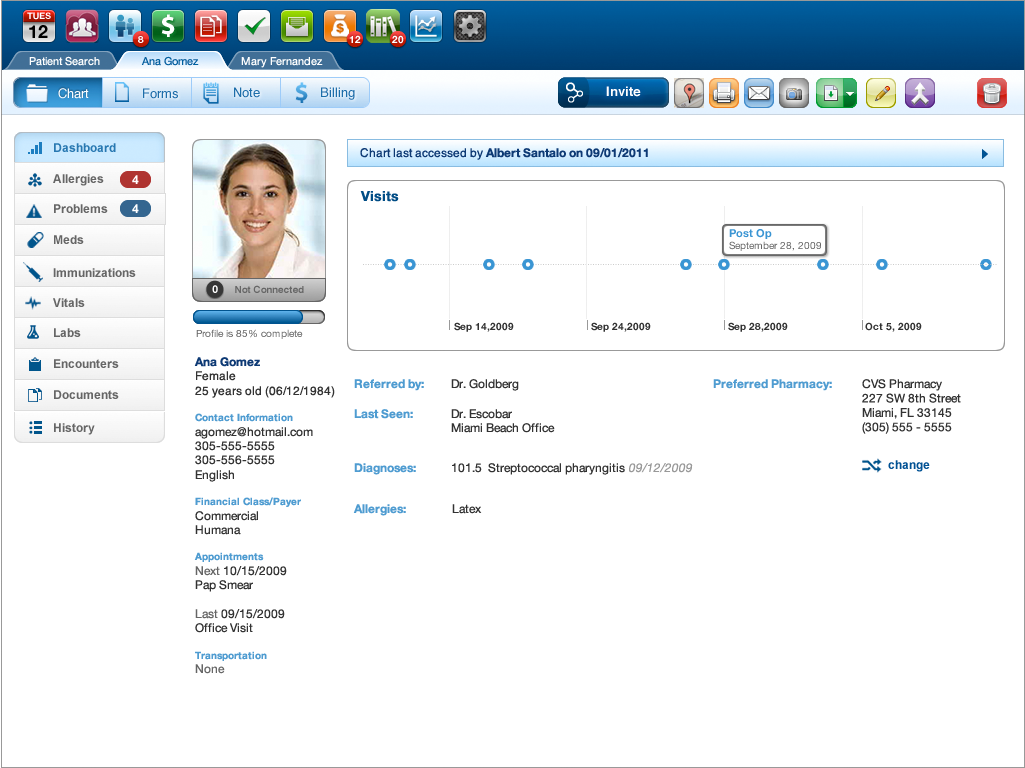 TUES
12
8
12
20
Patient Search
Ana Gomez
Mary Fernandez
Chart
Forms
Note
Billing
Invite
Dashboard
Allergies 4
Problems 4
Meds
Immunizations
Vitals
Labs
Encounters
Documents
History
0 Not Connected
Profile is 85% complete
Ana Gomez
Female
25 years old (06/12/1984)
Contact Information
agomez@hotmail.com
305-555-5555
305-556-5555
English
Financial Class/Payer
Commercial
Humana
Appointments
Next 10/15/2009
Pap Smear
Last 09/15/2009
Office Visit
Transportation
None
Chart last accessed by Albert Santalo on 09/01/2011
Visits
Post Op
September 28, 2009
Sep 14,2009
Sep 24,2009
Sep 28,2009
Oct 5, 2009
Referred by: Dr. Goldberg
Last Seen: Dr. Escobar
Miami Beach Office
Diagnoses: 101.5 Streptococcal pharyngitis 09/12/2009
Allergies: Latex
Preferred Pharmacy: CVS Pharmacy
227 SW 8th Street
Miami, FL 33145
(305) 555 - 5555
change